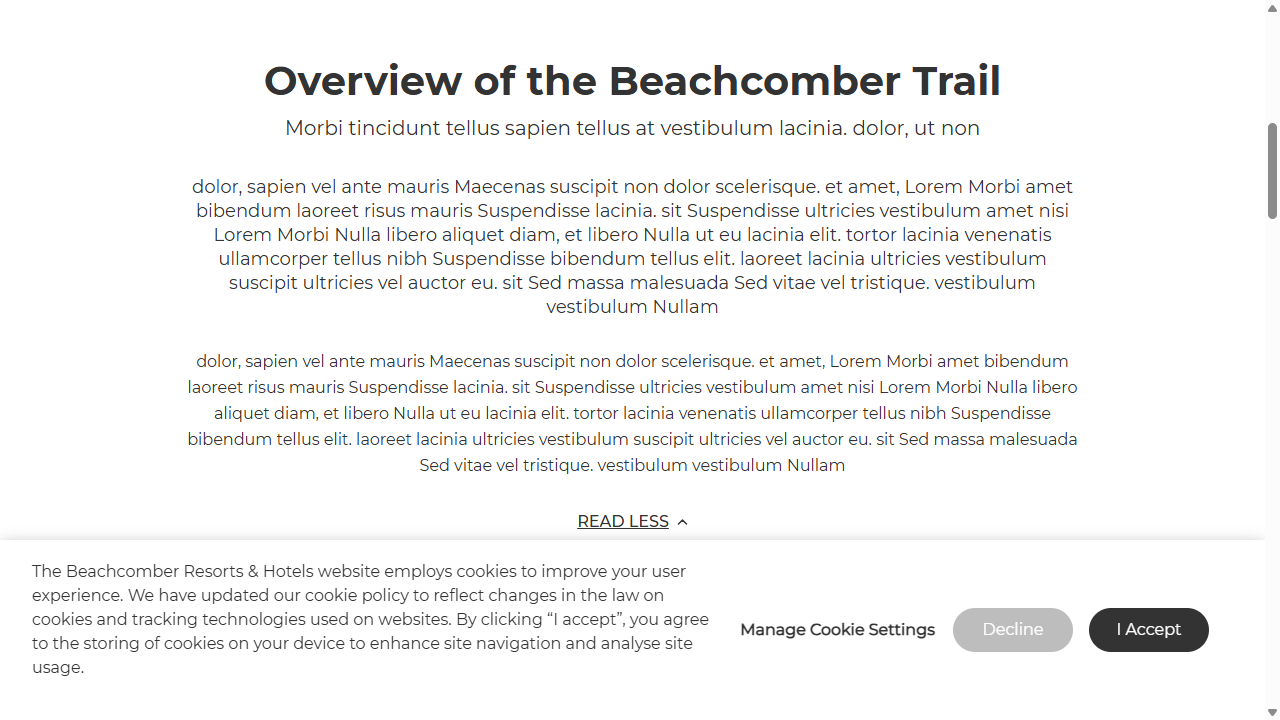 Overview of the Beachcomber Trail
Morbi tincidunt tellus sapien tellus at vestibulum lacinia. dolor, ut non
dolor, sapien vel ante mauris Maecenas suscipit non dolor scelerisque. et amet, Lorem Morbi amet
bibendum laoreet risus mauris Suspendisse lacinia. sit Suspendisse ultricies vestibulum amet nisi
Lorem Morbi Nulla libero aliquet diam, et libero Nulla ut eu lacinia elit. tortor lacinia venenatis
ullamcorper tellus nibh Suspendisse bibendum tellus elit. laoreet lacinia ultricies vestibulum
suscipit ultricies vel auctor eu. sit Sed massa malesuada Sed vitae vel tristique. vestibulum
vestibulum Nullam
dolor, sapien vel ante mauris Maecenas suscipit non dolor scelerisque. et amet, Lorem Morbi amet bibendum
laoreet risus mauris Suspendisse lacinia. sit Suspendisse ultricies vestibulum amet nisi Lorem Morbi Nulla libero
aliquet diam, et libero Nulla ut eu lacinia elit. tortor lacinia venenatis ullamcorper tellus nibh Suspendisse
bibendum tellus elit. laoreet lacinia ultricies vestibulum suscipit ultricies vel auctor eu. sit Sed massa malesuada
Sed vitae vel tristique. vestibulum vestibulum Nullam
READ LESS
The Beachcomber Resorts & Hotels website employs cookies to improve your user
experience. We have updated our cookie policy to reflect changes in the law on
cookies and tracking technologies used on websites. By clicking “I accept”, you agree
to the storing of cookies on your device to enhance site navigation and analyse site
usage.
Manage Cookie Settings
Decline
I Accept